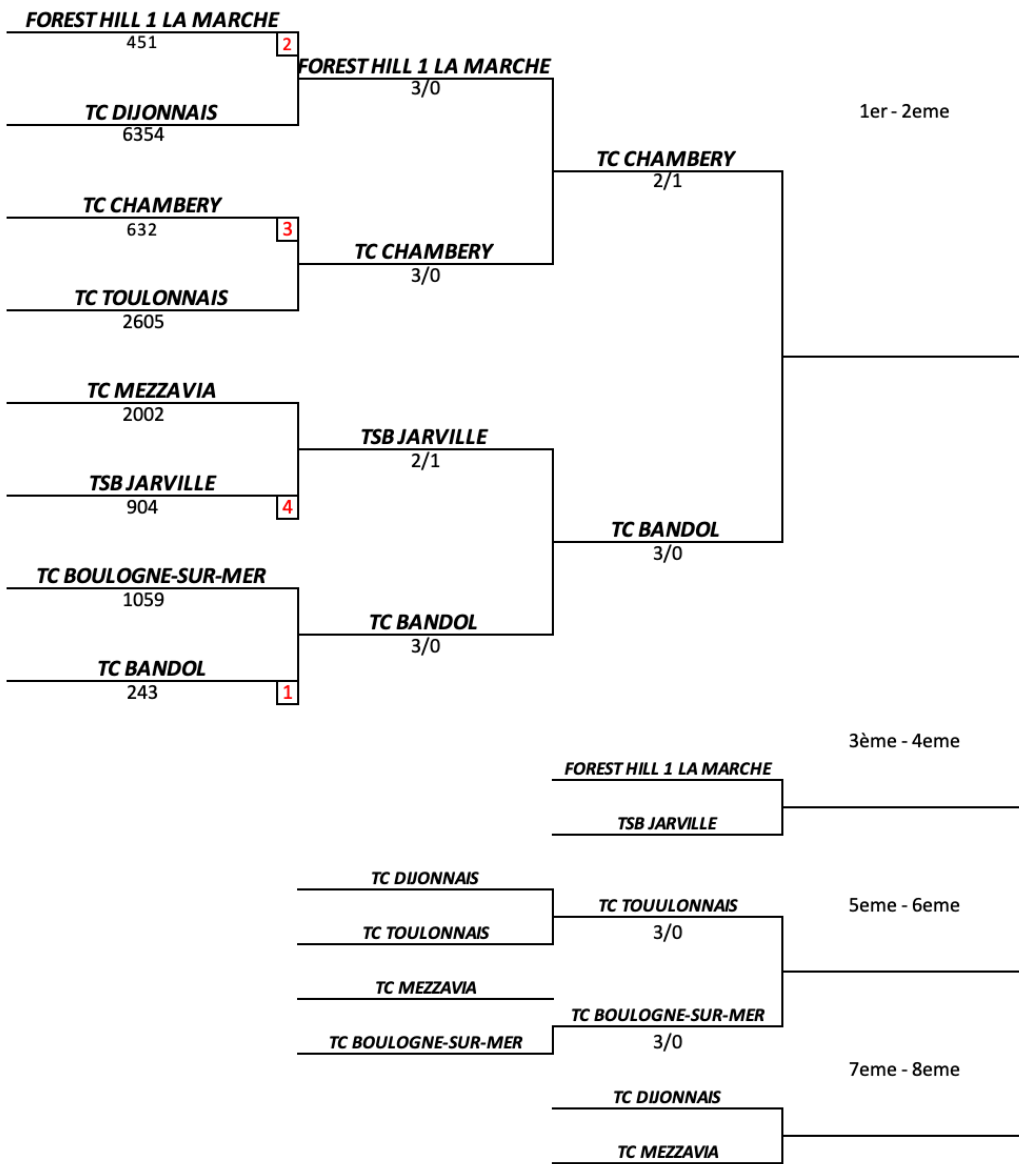 FOREST HILL 1 LA MARCHE
451
2
FOREST HILL 1 LA MARCHE
3/0
TC DIJONNAIS
6354
1er - 2eme
TC CHAMBERY
2/1
TC CHAMBERY
632
3
TC CHAMBERY
3/0
TC TOULONNAIS
2605
TC MEZZAVIA
2002
TSB JARVILLE
2/1
TSB JARVILLE
904
4
TC BANDOL
3/0
TC BOULOGNE-SUR-MER
1059
TC BANDOL
3/0
TC BANDOL
243
1
3ème - 4eme
FOREST HILL 1 LA MARCHE
TSB JARVILLE
TC DIJONNAIS
TC TOUULONNAIS
3/0
5eme - 6eme
TC TOULONNAIS
TC MEZZAVIA
TC BOULOGNE-SUR-MER
3/0
TC BOULOGNE-SUR-MER
7eme - 8eme
TC DIJONNAIS
TC MEZZAVIA